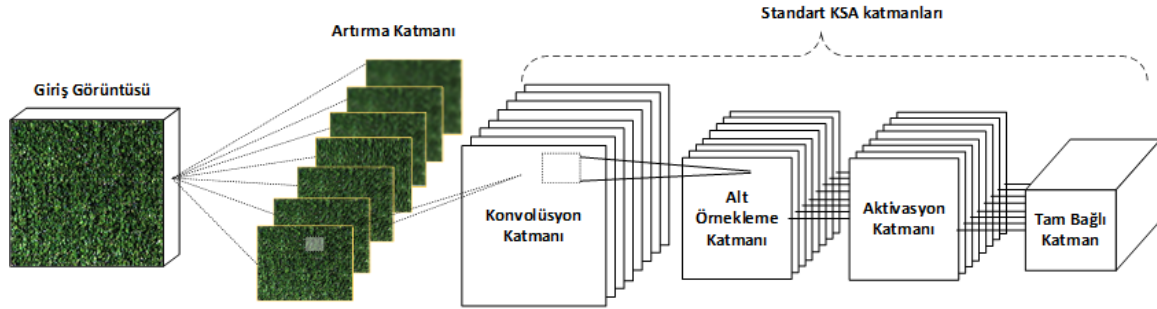 Standart KSA katmanları
Artırma Katmanı
Giriş Görüntüsü
Konvolüsyon
Katmanı
Alt
Örnekleme
Katmanı
Aktivasyon
Katmanı
Tam Bağlı
Katman